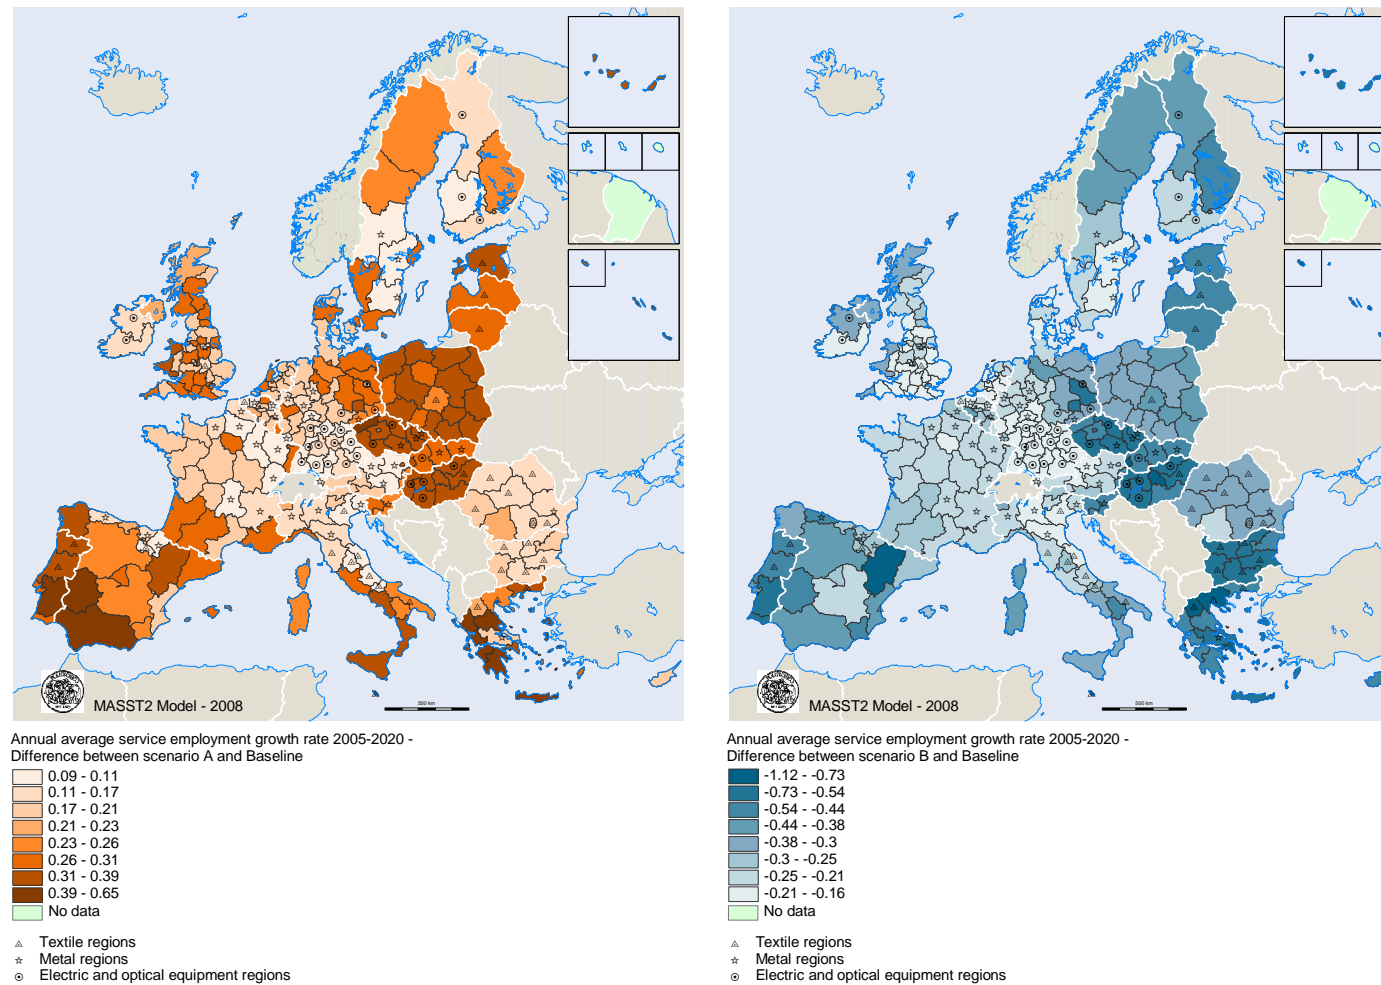 500 km
MASST2 Model - 2008
Annual average service employment growth rate 2005-2020 -
Difference between scenario A and Baseline
0.09 - 0.11
0.11 - 0.17
0.17 - 0.21
0.21 - 0.23
0.23 - 0.26
0.26 - 0.31
0.31 - 0.39
0.39 - 0.65
No data
Textile regions
Metal regions
Electric and optical equipment regions
500 km
MASST2 Model - 2008
Annual average service employment growth rate 2005-2020 -
Difference between scenario B and Baseline
-1.12 - -0.73
-0.73 - -0.54
-0.54 - -0.44
-0.44 - -0.38
-0.38 - -0.3
-0.3 - -0.25
-0.25 - -0.21
-0.21 - -0.16
No data
Textile regions
Metal regions
Electric and optical equipment regions